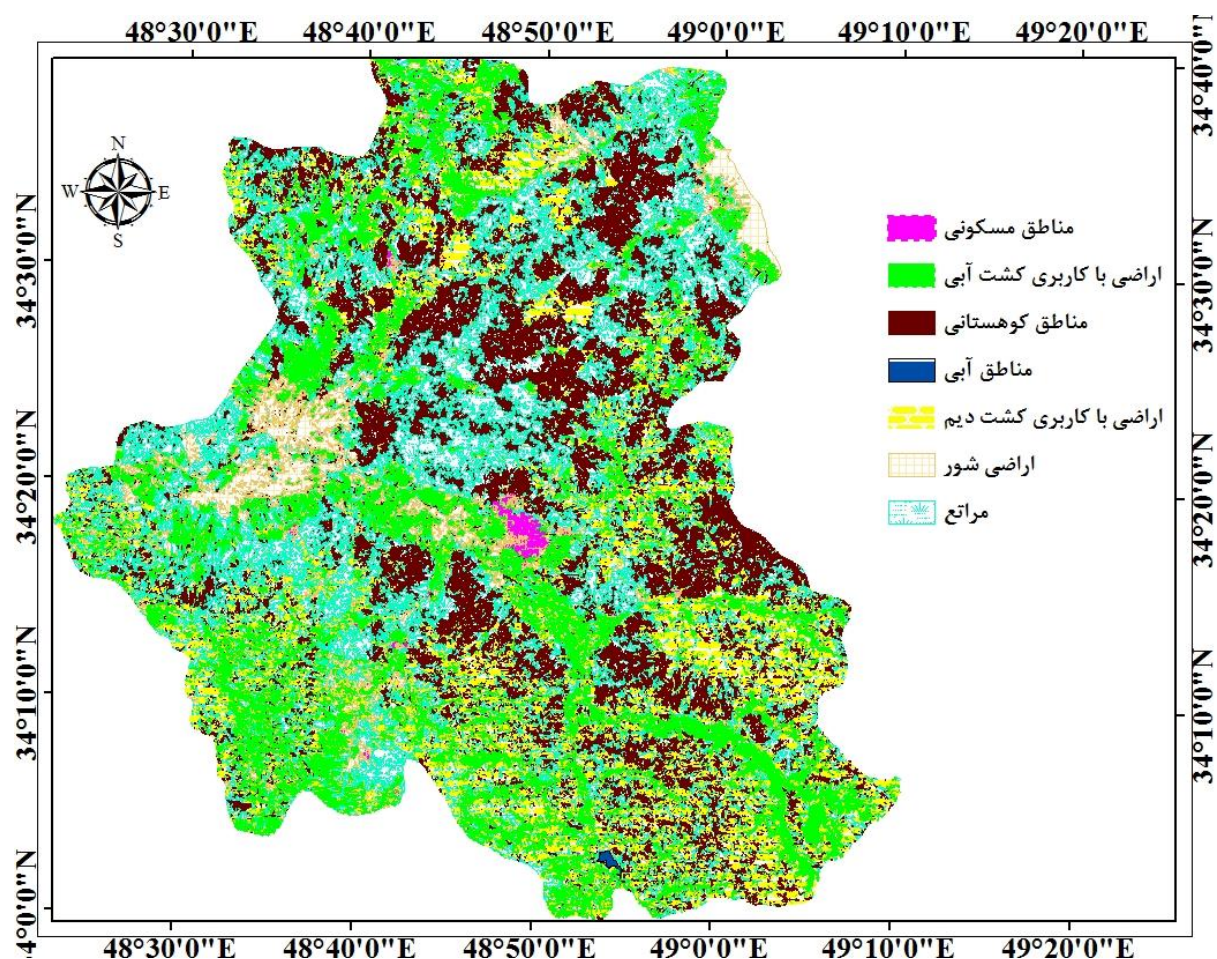 48°30'0"E 48°40'0"E 48°50'0"E 49°0'0"E 49°10'0"E 49°20'0"E
34°40'0"N
34°30'0"N
34°20'0"N
34°10'0"N
34°30'0"N
34°20'0"N
34°10'0"N
4°0'0"N
N
W E
S
مناطق مسکونی
اراضی با کاربری کشت آبی
مناطق کوهستانی
مناطق آبی
اراضی با کاربری کشت دیم
اراضی شور
مراتع
48°30'0"E 48°40'0"E 48°50'0"E 49°0'0"E 49°10'0"E 49°20'0"E